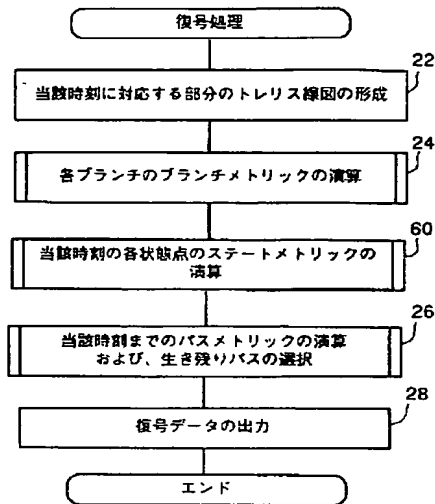 復号処理
22
当該時刻に対応する部分のトレリス線図の形成
24
各ブランチのブランチメトリックの演算
60
当該時刻の各状態点のステートメトリックの
演算
26
当該時刻までのパスメトリックの演算
および、生き残りパスの選択
28
復号データの出力
エンド